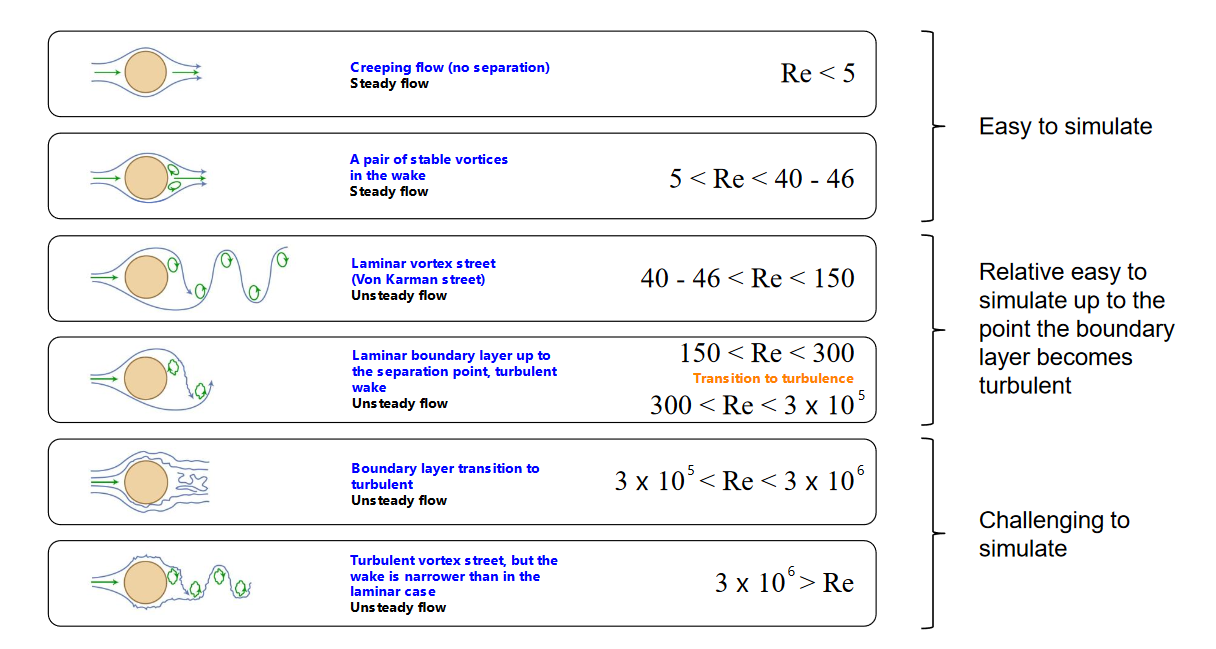 Creeping flow (no separation)
Steady flow
Re < 5
A pair of stable vortices
in the wake
Steady flow
5 < Re < 40 - 46
Easy to simulate
Laminar vortex street
(Von Karman street)
Unsteady flow
40 - 46 < Re < 150
Laminar boundary layer up to
the separation point, turbulent
wake
Unsteady flow
150 < Re < 300
Transition to turbulence
300 < Re < 3 x 10^5
Relative easy to
simulate up to the
point the boundary
layer becomes
turbulent
Boundary layer transition to
turbulent
Unsteady flow
3 x 10^5 < Re < 3 x 10^6
Turbulent vortex street, but the
wake is narrower than in the
laminar case
Unsteady flow
3 x 10^6 > Re
Challenging to
simulate